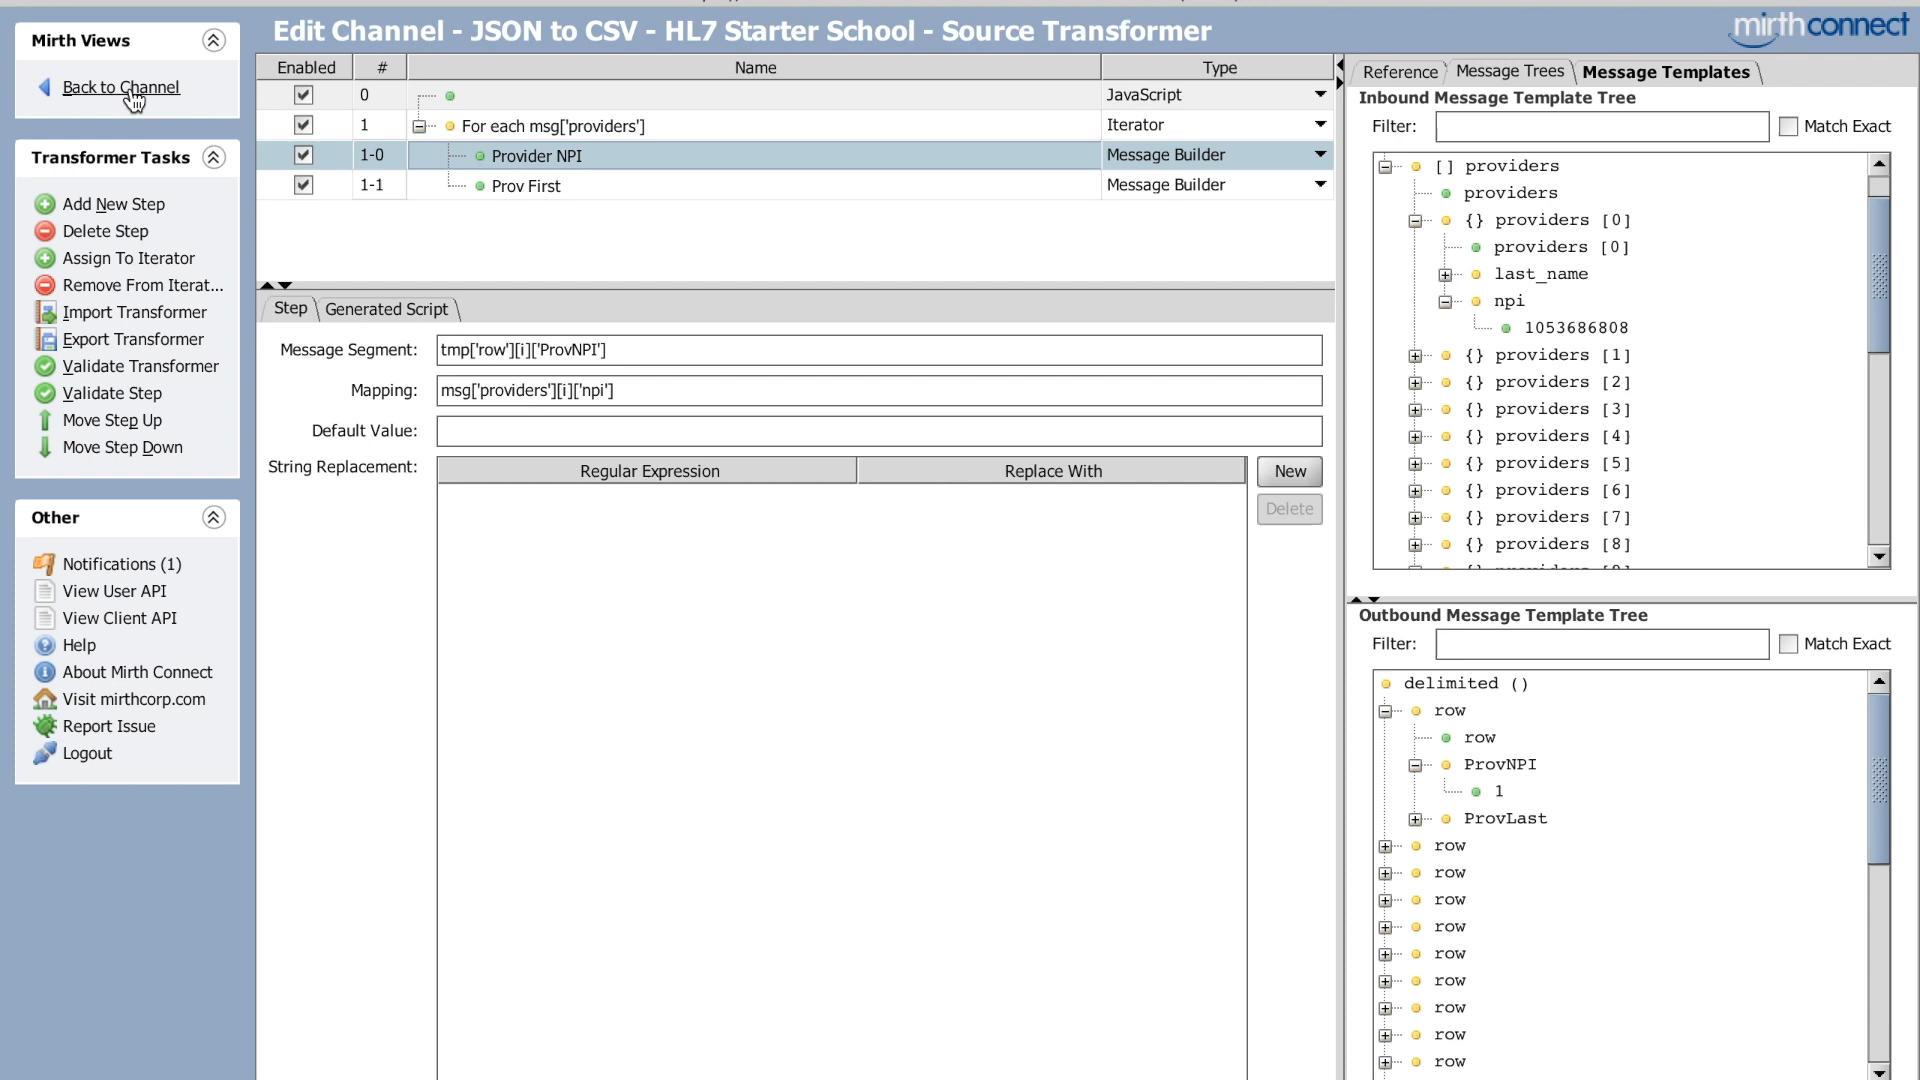 Edit Channel - JSON to CSV - HL7 Starter School - Source Transformer
mirthconnect
Mirth Views
Back to Channel
Transformer Tasks
Add New Step
Delete Step
Assign To Iterator
Remove From Iterat...
Import Transformer
Export Transformer
Validate Transformer
Validate Step
Move Step Up
Move Step Down
Other
Notifications (1)
View User API
View Client API
Help
About Mirth Connect
Visit mirthcorp.com
Report Issue
Logout
Enabled # Name Type
0 JavaScript
1 For each msg['providers'] Iterator
1-0 Provider NPI Message Builder
1-1 Prov First Message Builder
Step Generated Script
Message Segment: tmp['row'][i]['ProvNPI']
Mapping: msg['providers'][i]['npi']
Default Value:
String Replacement: Regular Expression Replace With New
Delete
Reference Message Trees Message Templates
Inbound Message Template Tree
Filter: Match Exact
[] providers
providers
{} providers [0]
providers [0]
last_name
npi
1053686808
{} providers [1]
{} providers [2]
{} providers [3]
{} providers [4]
{} providers [5]
{} providers [6]
{} providers [7]
{} providers [8]
Outbound Message Template Tree
Filter: Match Exact
delimited ()
row
row
ProvNPI
1
ProvLast
row
row
row
row
row
row
row
row
row